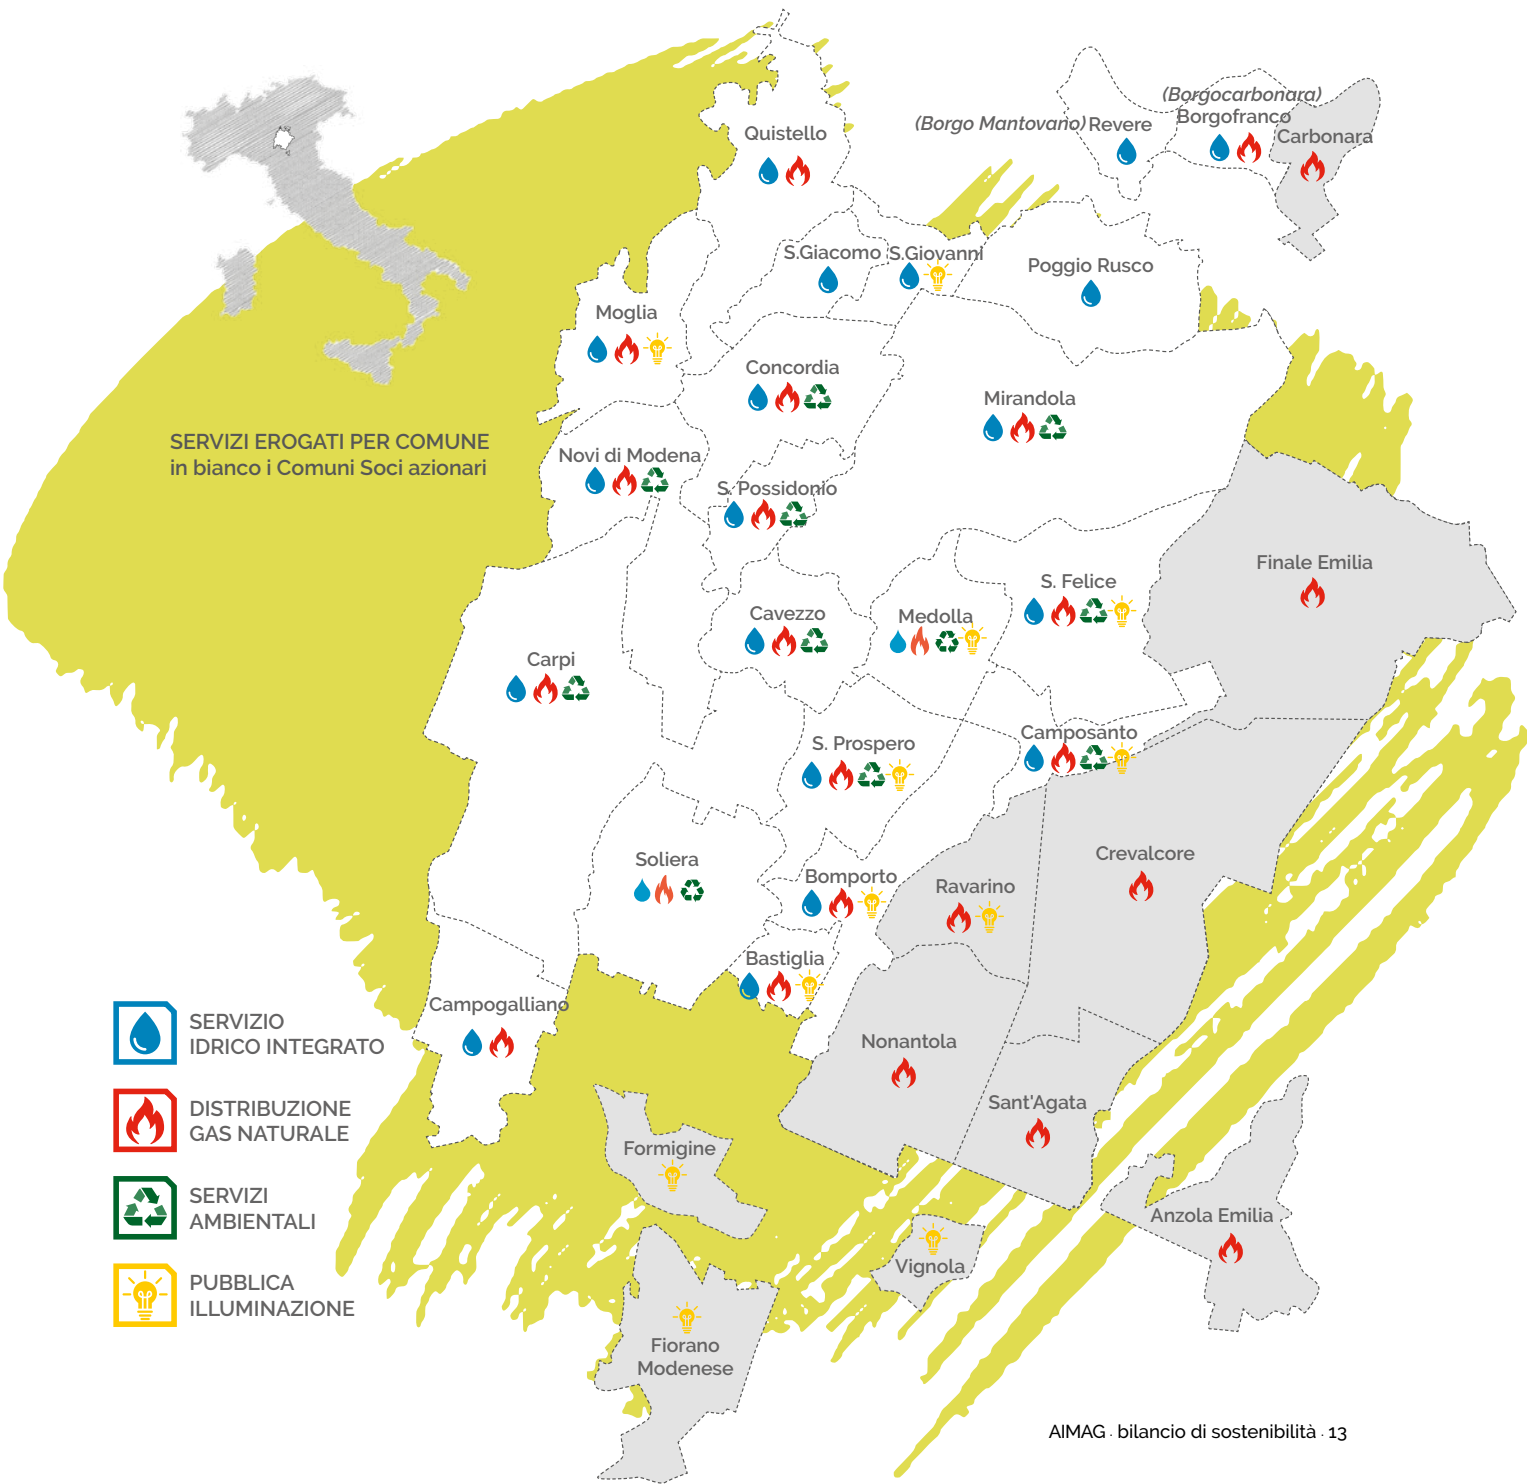 (Borgocarbonara)
(Borgo Mantovano) Revere
Borgofranco
Carbonara
Quistello
S.Giacomo
S.Giovanni
Poggio Rusco
Moglia
Concordia
Mirandola
SERVIZI EROGATI PER COMUNE
in bianco i Comuni Soci azionari
Novi di Modena
S. Possidonio
Finale Emilia
S. Felice
Cavezzo
Medolla
Carpi
S. Prospero
Camposanto
Soliera
Bomporto
Ravarino
Crevalcore
Bastiglia
Campogalliano
Nonantola
Sant'Agata
Formigine
Anzola Emilia
Vignola
Fiorano
Modenese
SERVIZIO
IDRICO INTEGRATO
DISTRIBUZIONE
GAS NATURALE
SERVIZI
AMBIENTALI
PUBBLICA
ILLUMINAZIONE
AIMAG · bilancio di sostenibilità · 13